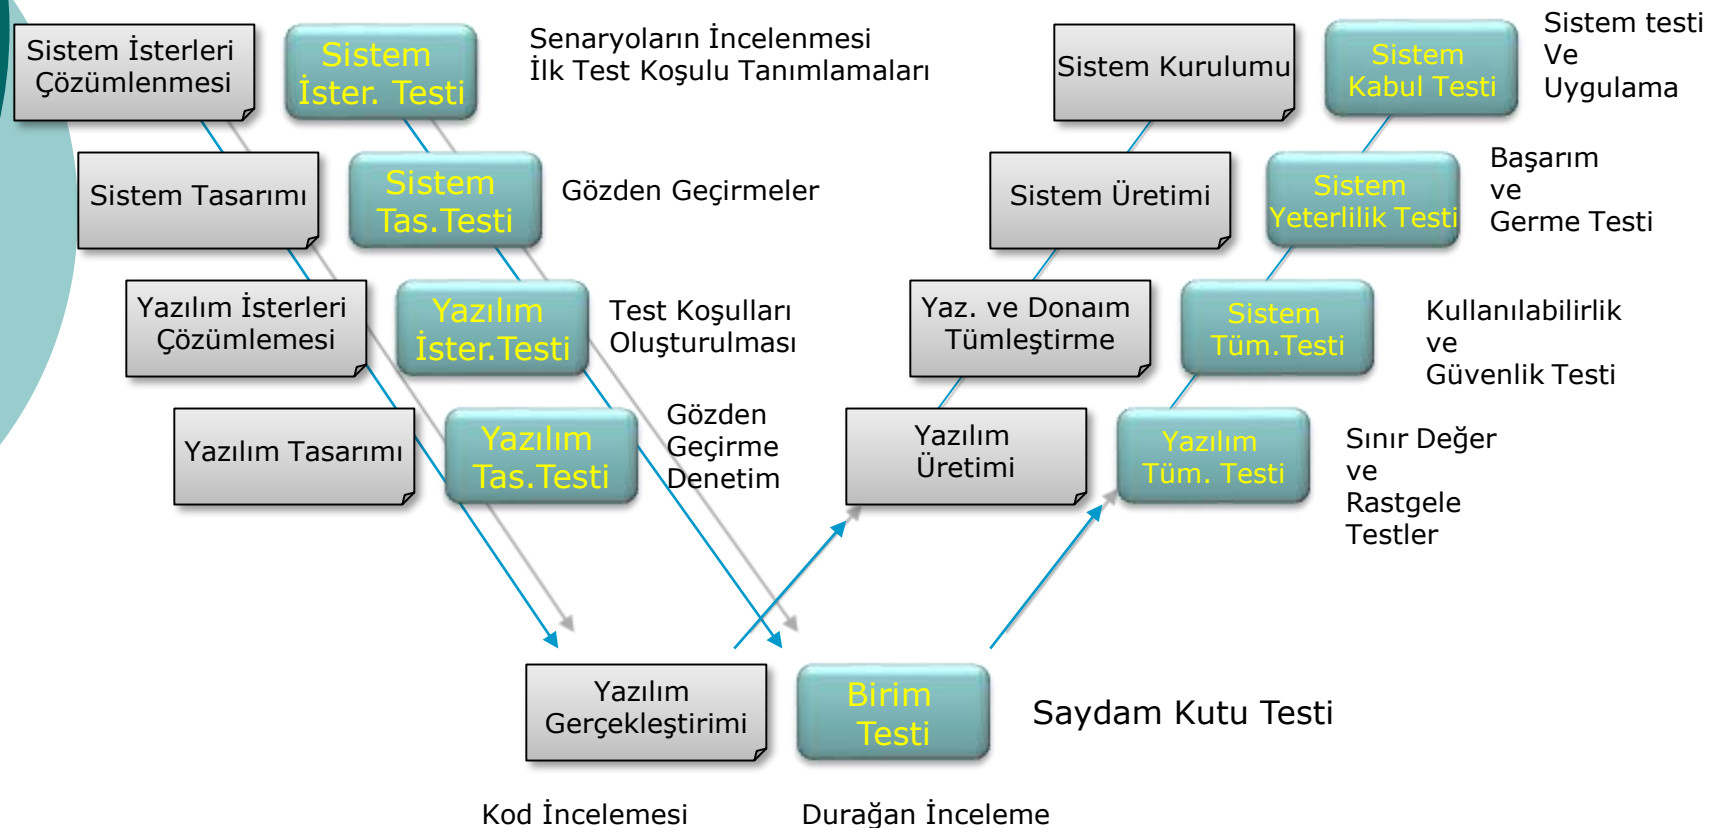 Sistem İsterleri
Çözümlenmesi
Sistem
İster. Testi
Senaryoların İncelenmesi
İlk Test Koşulu Tanımlamaları
Sistem Kurulumu
Sistem
Kabul Testi
Sistem testi
Ve
Uygulama
Sistem Tasarımı
Sistem
Tas.Testi
Gözden Geçirmeler
Sistem Üretimi
Sistem
Yeterlilik Testi
Başarım
ve
Germe Testi
Yazılım İsterleri
Çözümlemesi
Yazılım
İster.Testi
Test Koşulları
Oluşturulması
Yaz. ve Donaım
Tümleştirme
Sistem
Tüm.Testi
Kullanılabilirlik
ve
Güvenlik Testi
Yazılım Tasarımı
Yazılım
Tas.Testi
Gözden
Geçirme
Denetim
Yazılım
Üretimi
Yazılım
Tüm. Testi
Sınır Değer
ve
Rastgele
Testler
Yazılım
Gerçekleştirimi
Birim
Testi
Saydam Kutu Testi
Kod İncelemesi
Durağan İnceleme